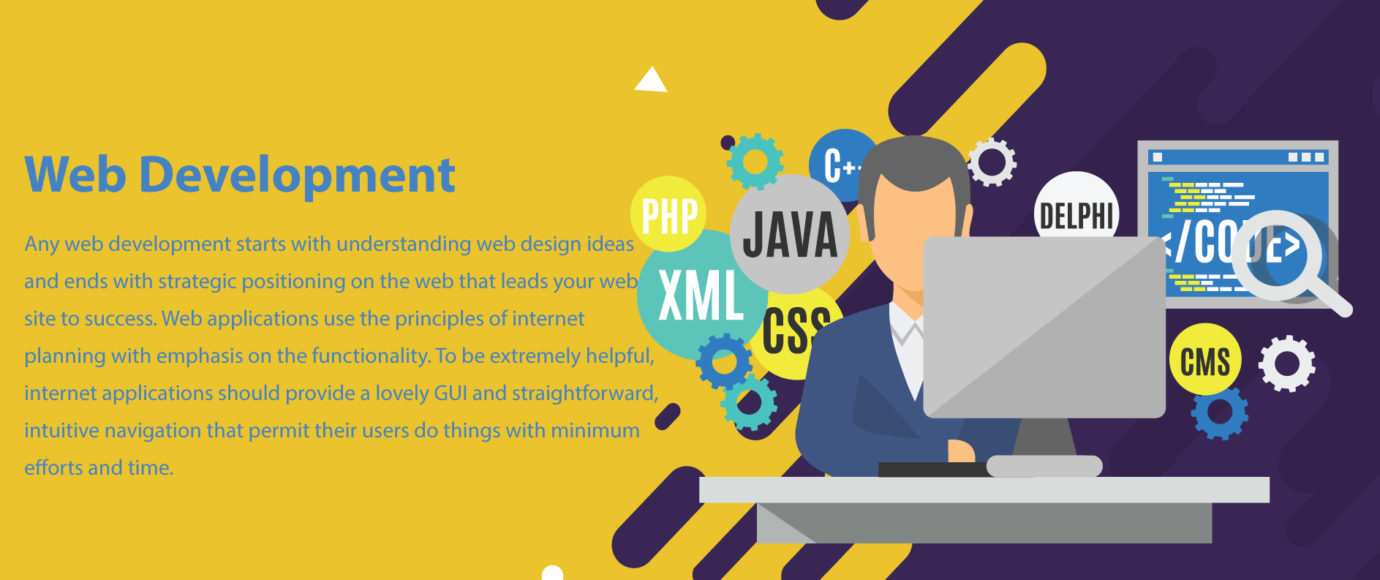 Web Development
Any web development starts with understanding web design ideas
and ends with strategic positioning on the web that leads your web
site to success. Web applications use the principles of internet
planning with emphasis on the functionality. To be extremely helpful,
internet applications should provide a lovely GUI and straightforward,
intuitive navigation that permit their users do things with minimum
efforts and time.
PHP
XML
JAVA
C++
CSS
DELPHI
</CODE>
CMS